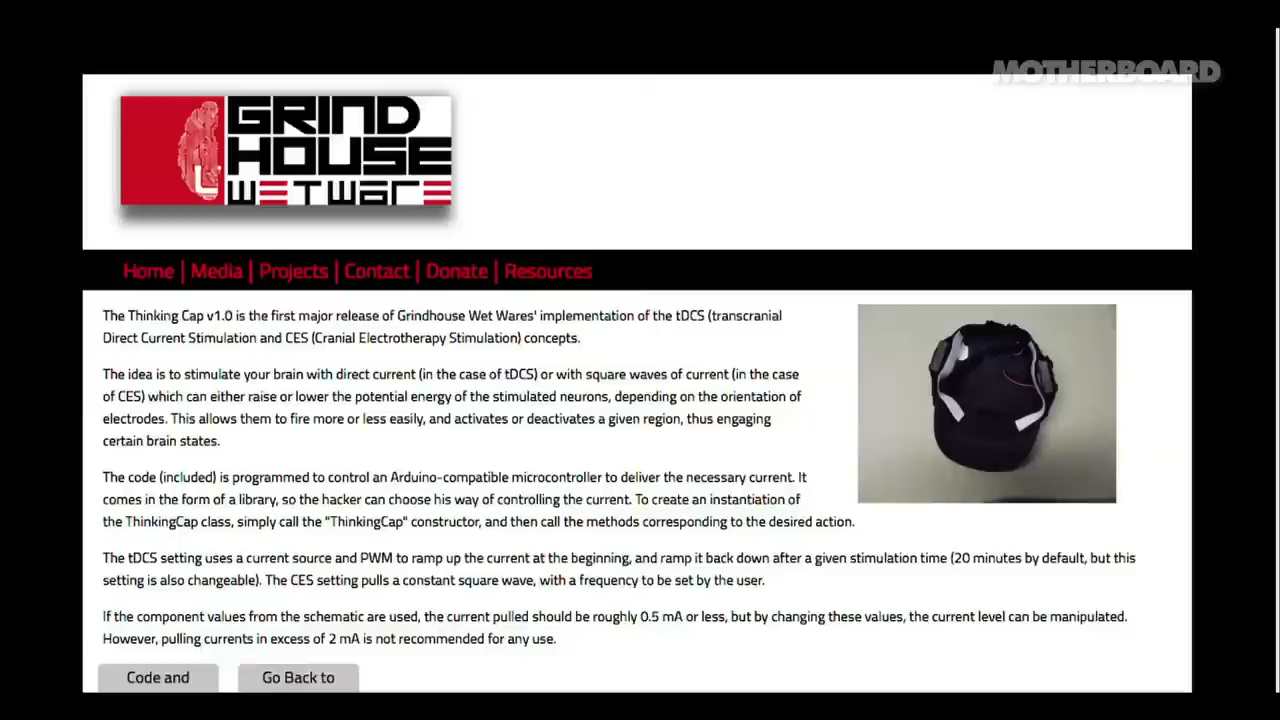 MOTHERBOARD
GRIND
HOUSE
WETWARE
Home | Media | Projects | Contact | Donate | Resources
The Thinking Cap v1.0 is the first major release of Grindhouse Wet Wares' implementation of the tDCS (transcranial
Direct Current Stimulation and CES (Cranial Electrotherapy Stimulation) concepts.
The idea is to stimulate your brain with direct current (in the case of tDCS) or with square waves of current (in the case
of CES) which can either raise or lower the potential energy of the stimulated neurons, depending on the orientation of
electrodes. This allows them to fire more or less easily, and activates or deactivates a given region, thus engaging
certain brain states.
The code (included) is programmed to control an Arduino-compatible microcontroller to deliver the necessary current. It
comes in the form of a library, so the hacker can choose his way of controlling the current. To create an instantiation of
the ThinkingCap class, simply call the "ThinkingCap" constructor, and then call the methods corresponding to the desired action.
The tDCS setting uses a current source and PWM to ramp up the current at the beginning, and ramp it back down after a given stimulation time (20 minutes by default, but this
setting is also changeable). The CES setting pulls a constant square wave, with a frequency to be set by the user.
If the component values from the schematic are used, the current pulled should be roughly 0.5 mA or less, but by changing these values, the current level can be manipulated.
However, pulling currents in excess of 2 mA is not recommended for any use.
Code and
Go Back to